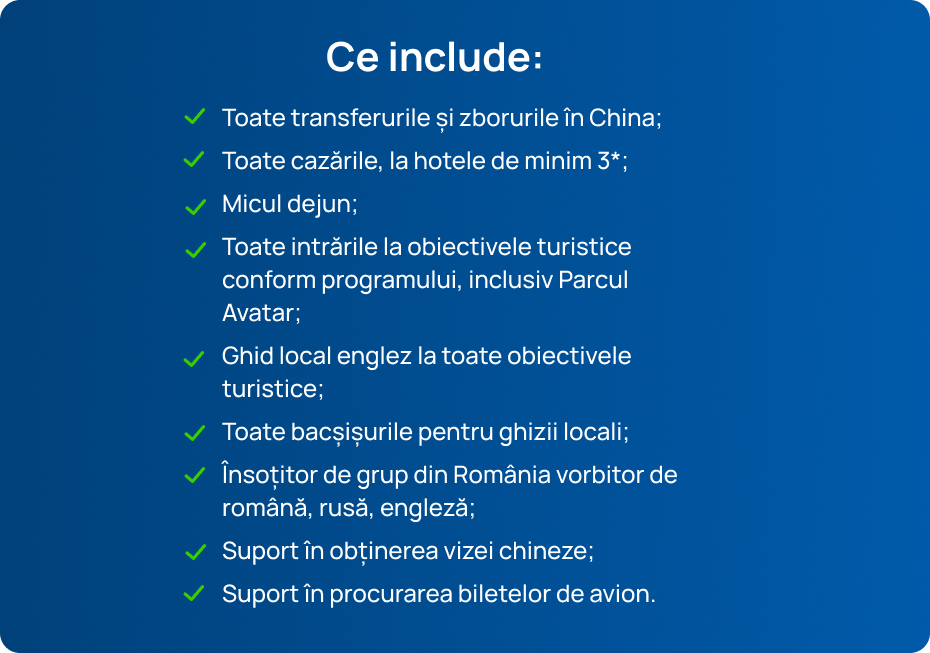 Ce include:
Toate transferurile și zborurile în China;
Toate cazările, la hotele de minim 3*;
Micul dejun;
Toate intrările la obiectivele turistice
conform programului, inclusiv Parcul
Avatar;
Ghid local englez la toate obiectivele
turistice;
Toate bacșișurile pentru ghizii locali;
Însoțitor de grup din România vorbitor de
română, rusă, engleză;
Suport în obținerea vizei chineze;
Suport în procurarea biletelor de avion.